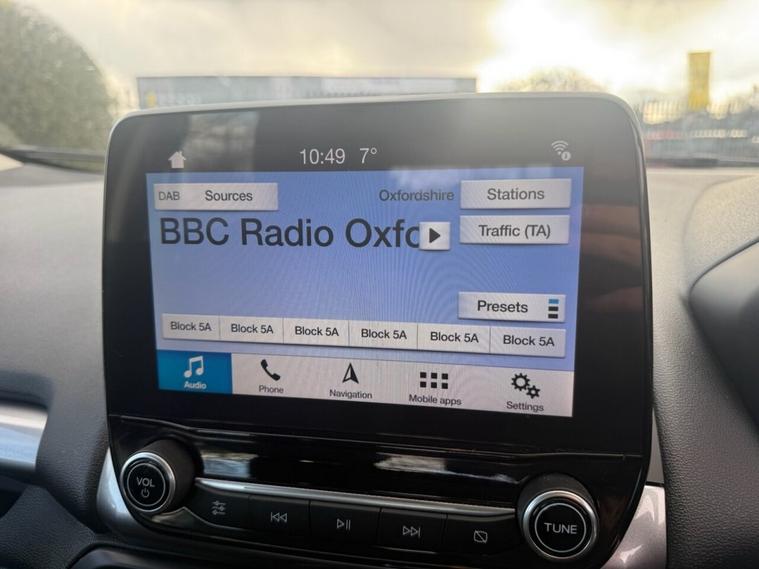 10:49 7°
DAB Sources
Oxfordshire
Stations
BBC Radio Oxfo
Traffic (TA)
Presets
Block 5A Block 5A Block 5A Block 5A Block 5A Block 5A
Audio Phone Navigation Mobile apps Settings
VOL
TUNE